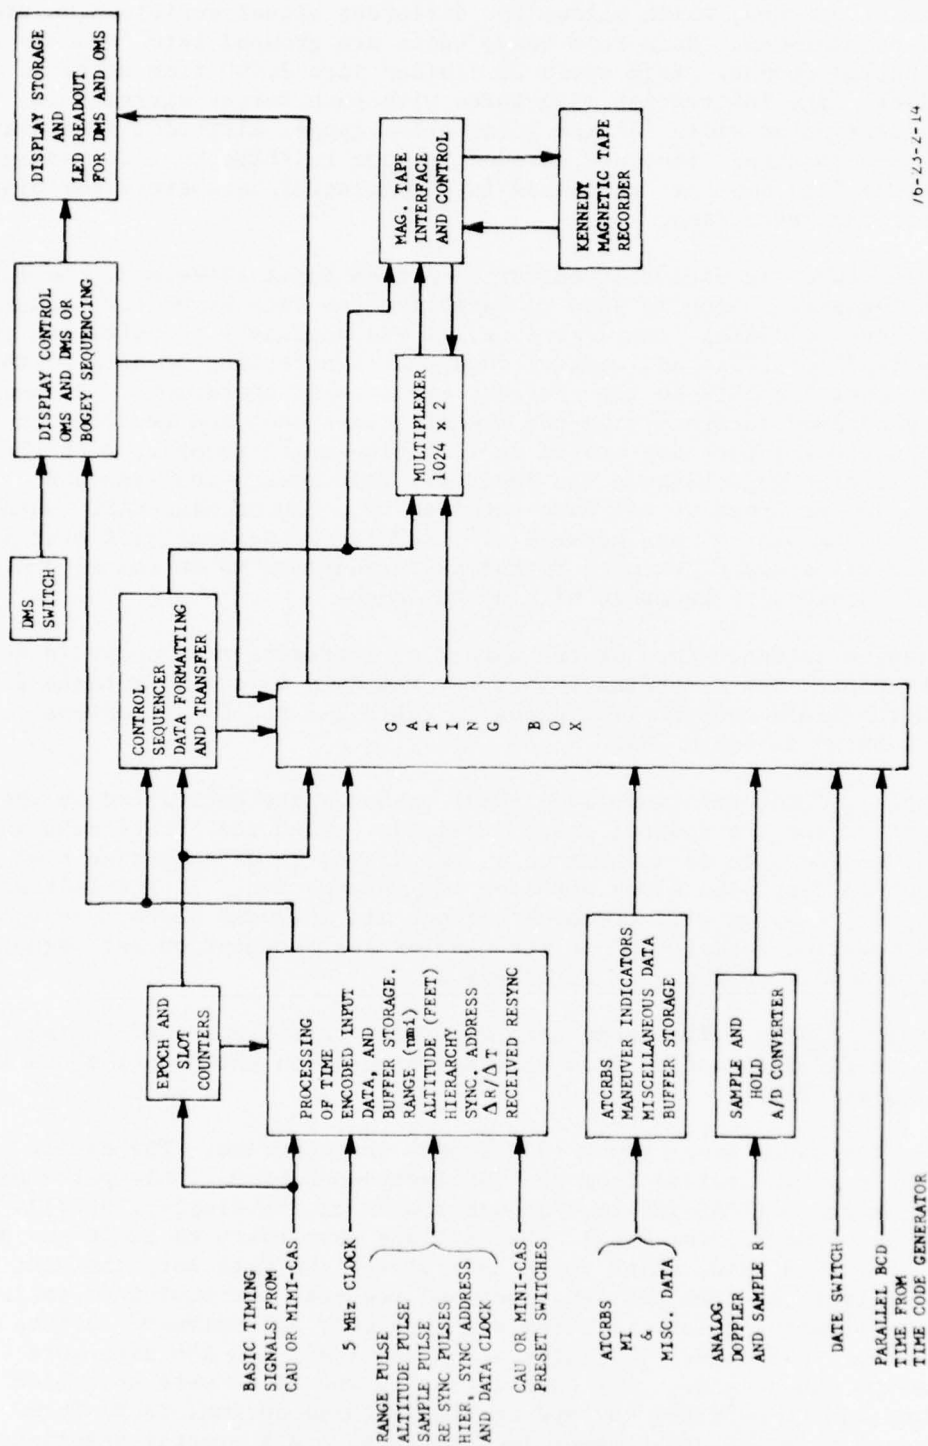 DISPLAY STORAGE
AND
LED READOUT
FOR DMS AND OMS
DISPLAY CONTROL
OMS AND DMS OR
BOGEY SEQUENCING
DMS
SWITCH
MAG. TAPE
INTERFACE
AND CONTROL
KENNEDY
MAGNETIC TAPE
RECORDER
MULTIPLEXER
1024 x 2
CONTROL
SEQUENCER
DATA FORMATTING
AND TRANSFER
GATING BOX
EPOCH AND
SLOT
COUNTERS
PROCESSING
OF TIME
ENCODED INPUT
DATA, AND
BUFFER STORAGE.
RANGE (nmi)
ALTITUDE (FEET)
HIERARCHY
SYNC. ADDRESS
ΔR/ΔT
RECEIVED RESYNC
ATCRBS
MANEUVER INDICATORS
MISCELLANEOUS DATA
BUFFER STORAGE
SAMPLE AND
HOLD
A/D CONVERTER
BASIC TIMING
SIGNALS FROM
CAU OR MIMI-CAS
5 MHz CLOCK
RANGE PULSE
ALTITUDE PULSE
SAMPLE PULSE
RE SYNC PULSES
HIER, SYNC ADDRESS
AND DATA CLOCK
CAU OR MINI-CAS
PRESET SWITCHES
ATCRBS
MI
&
MISC. DATA
ANALOG
DOPPLER
AND SAMPLE R
DATE SWITCH
PARALLEL BCD
TIME FROM
TIME CODE GENERATOR
76-23-2-14